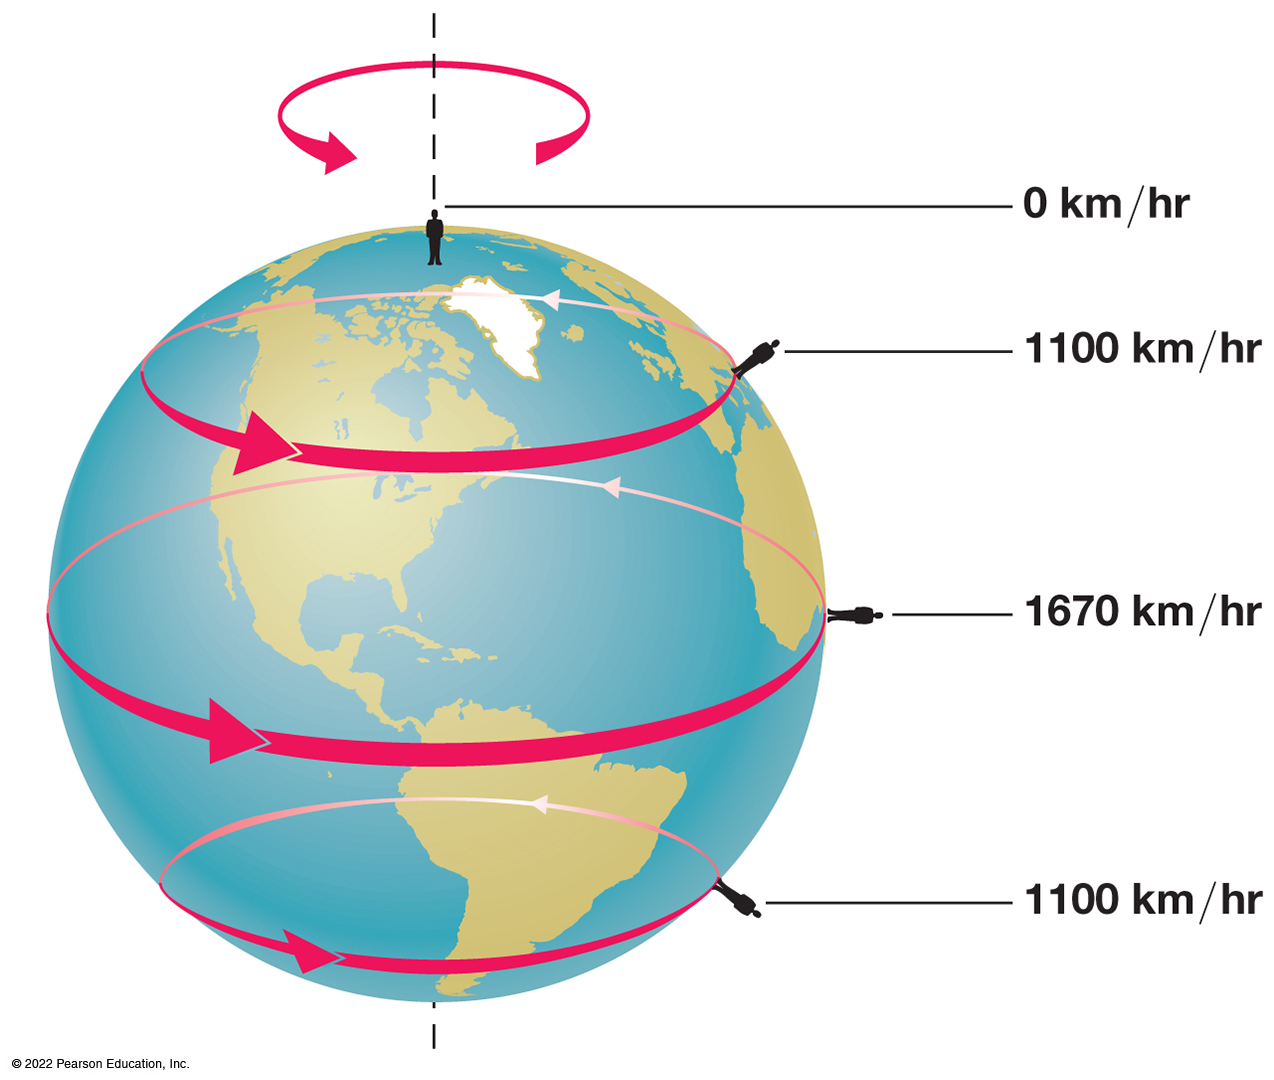 0 km/hr
1100 km/hr
1670 km/hr
1100 km/hr
© 2022 Pearson Education, Inc.